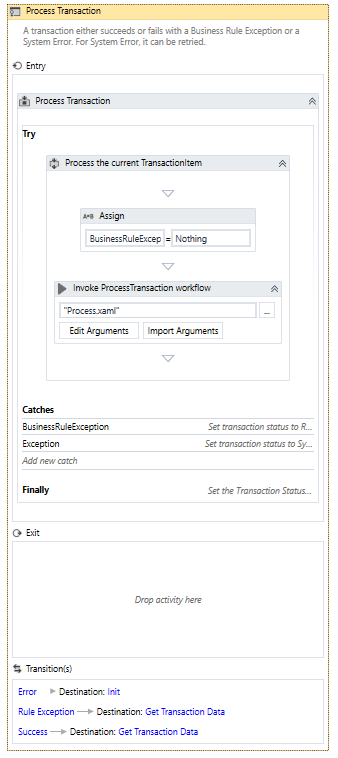 Process Transaction
A transaction either succeeds or fails with a Business Rule Exception or a
System Error. For System Error, it can be retried.
Entry
Process Transaction
Try
Process the current TransactionItem
A*B Assign
BusinessRuleExcep = Nothing
Invoke ProcessTransaction workflow
"Process.xaml" ...
Edit Arguments Import Arguments
Catches
BusinessRuleException Set transaction status to R...
Exception Set transaction status to Sy...
Add new catch
Finally Set the Transaction Status...
Exit
Drop activity here
Transition(s)
Error Destination: Init
Rule Exception Destination: Get Transaction Data
Success Destination: Get Transaction Data